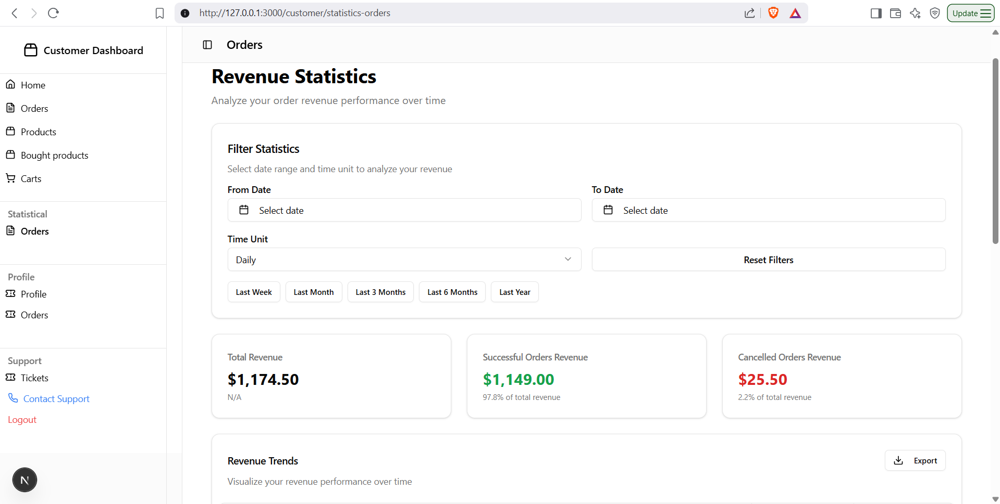 http://127.0.0.1:3000/customer/statistics-orders
Update
Customer Dashboard
Home
Orders
Products
Bought products
Carts
Statistical
Orders
Profile
Profile
Orders
Support
Tickets
Contact Support
Logout
N
Orders
Revenue Statistics
Analyze your order revenue performance over time
Filter Statistics
Select date range and time unit to analyze your revenue
From Date
To Date
Select date
Select date
Time Unit
Daily
Reset Filters
Last Week
Last Month
Last 3 Months
Last 6 Months
Last Year
Total Revenue
$1,174.50
N/A
Successful Orders Revenue
$1,149.00
97.8% of total revenue
Cancelled Orders Revenue
$25.50
2.2% of total revenue
Revenue Trends
Export
Visualize your revenue performance over time